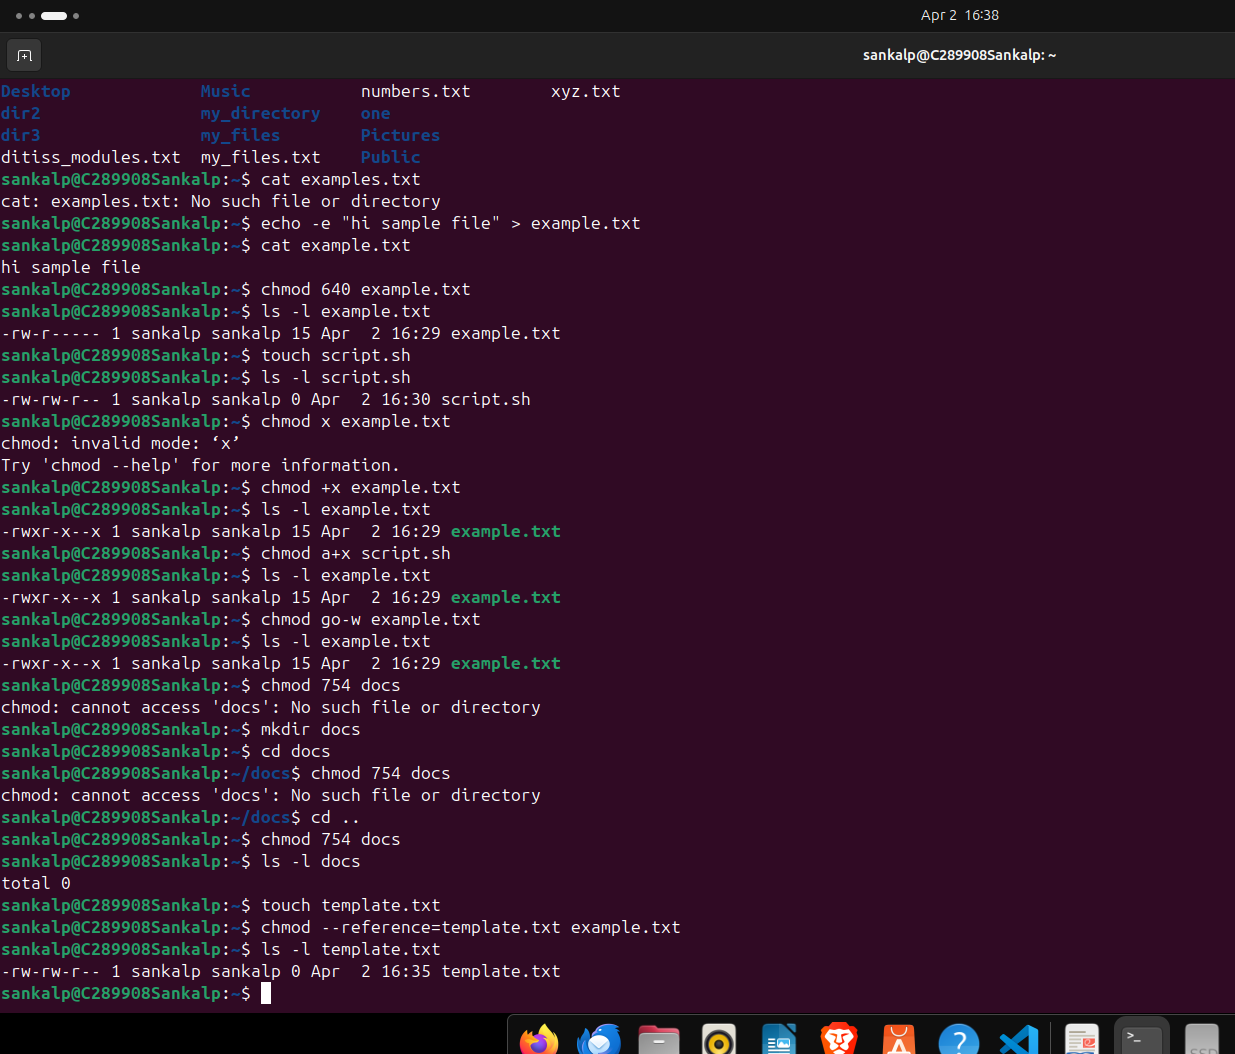 Apr 2 16:38
sankalp@C289908Sankalp: ~
Desktop Music numbers.txt xyz.txt
dir2 my_directory one
dir3 my_files Pictures
ditiss_modules.txt my_files.txt Public
sankalp@C289908Sankalp:~$ cat examples.txt
cat: examples.txt: No such file or directory
sankalp@C289908Sankalp:~$ echo -e "hi sample file" > example.txt
sankalp@C289908Sankalp:~$ cat example.txt
hi sample file
sankalp@C289908Sankalp:~$ chmod 640 example.txt
sankalp@C289908Sankalp:~$ ls -l example.txt
-rw-r----- 1 sankalp sankalp 15 Apr  2 16:29 example.txt
sankalp@C289908Sankalp:~$ touch script.sh
sankalp@C289908Sankalp:~$ ls -l script.sh
-rw-rw-r-- 1 sankalp sankalp 0 Apr  2 16:30 script.sh
sankalp@C289908Sankalp:~$ chmod x example.txt
chmod: invalid mode: ‘x’
Try 'chmod --help' for more information.
sankalp@C289908Sankalp:~$ chmod +x example.txt
sankalp@C289908Sankalp:~$ ls -l example.txt
-rwxr-x--x 1 sankalp sankalp 15 Apr  2 16:29 example.txt
sankalp@C289908Sankalp:~$ chmod a+x script.sh
sankalp@C289908Sankalp:~$ ls -l example.txt
-rwxr-x--x 1 sankalp sankalp 15 Apr  2 16:29 example.txt
sankalp@C289908Sankalp:~$ chmod go-w example.txt
sankalp@C289908Sankalp:~$ ls -l example.txt
-rwxr-x--x 1 sankalp sankalp 15 Apr  2 16:29 example.txt
sankalp@C289908Sankalp:~$ chmod 754 docs
chmod: cannot access 'docs': No such file or directory
sankalp@C289908Sankalp:~$ mkdir docs
sankalp@C289908Sankalp:~$ cd docs
sankalp@C289908Sankalp:~/docs$ chmod 754 docs
chmod: cannot access 'docs': No such file or directory
sankalp@C289908Sankalp:~/docs$ cd ..
sankalp@C289908Sankalp:~$ chmod 754 docs
sankalp@C289908Sankalp:~$ ls -l docs
total 0
sankalp@C289908Sankalp:~$ touch template.txt
sankalp@C289908Sankalp:~$ chmod --reference=template.txt example.txt
sankalp@C289908Sankalp:~$ ls -l template.txt
-rw-rw-r-- 1 sankalp sankalp 0 Apr  2 16:35 template.txt
sankalp@C289908Sankalp:~$
SSD